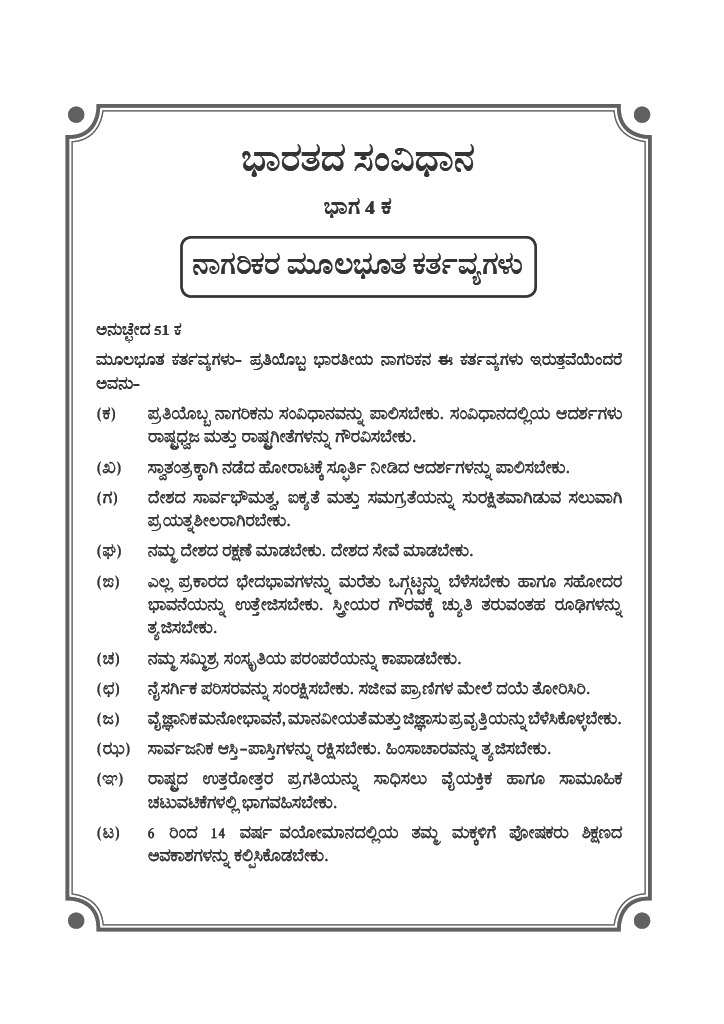 ಭಾರತದ ಸಂವಿಧಾನ
ಭಾಗ 4 ಕ
ನಾಗರಿಕರ ಮೂಲಭೂತ ಕರ್ತವ್ಯಗಳು
ಅನುಚ್ಛೇದ 51 ಕ
ಮೂಲಭೂತ ಕರ್ತವ್ಯಗಳು– ಪ್ರತಿಯೊಬ್ಬ ಭಾರತೀಯ ನಾಗರಿಕನ ಈ ಕರ್ತವ್ಯಗಳು ಇರುತ್ತವೆಯೆಂದರೆ
ಅವನು–
(ಕ) ಪ್ರತಿಯೊಬ್ಬ ನಾಗರಿಕನು ಸಂವಿಧಾನವನ್ನು ಪಾಲಿಸಬೇಕು. ಸಂವಿಧಾನದಲ್ಲಿಯ ಆದರ್ಶಗಳು
ರಾಷ್ಟ್ರಧ್ವಜ ಮತ್ತು ರಾಷ್ಟ್ರಗೀತೆಗಳನ್ನು ಗೌರವಿಸಬೇಕು.
(ಖ) ಸ್ವಾತಂತ್ರಕ್ಕಾಗಿ ನಡೆದ ಹೋರಾಟಕ್ಕೆ ಸ್ಫೂರ್ತಿ ನೀಡಿದ ಆದರ್ಶಗಳನ್ನು ಪಾಲಿಸಬೇಕು.
(ಗ) ದೇಶದ ಸಾರ್ವಭೌಮತ್ವ, ಐಕ್ಯತೆ ಮತ್ತು ಸಮಗ್ರತೆಯನ್ನು ಸುರಕ್ಷಿತವಾಗಿಡುವ ಸಲುವಾಗಿ
ಪ್ರಯತ್ನಶೀಲರಾಗಿರಬೇಕು.
(ಘ) ನಮ್ಮ ದೇಶದ ರಕ್ಷಣೆ ಮಾಡಬೇಕು. ದೇಶದ ಸೇವೆ ಮಾಡಬೇಕು.
(ಙ) ಎಲ್ಲ ಪ್ರಕಾರದ ಭೇದಭಾವಗಳನ್ನು ಮರೆತು ಒಗ್ಗಟ್ಟನ್ನು ಬೆಳೆಸಬೇಕು ಹಾಗೂ ಸಹೋದರ
ಭಾವನೆಯನ್ನು ಉತ್ತೇಜಿಸಬೇಕು. ಸ್ತ್ರೀಯರ ಗೌರವಕ್ಕೆ ಚ್ಯುತಿ ತರುವಂತಹ ರೂಢಿಗಳನ್ನು
ತ್ಯಜಿಸಬೇಕು.
(ಚ) ನಮ್ಮ ಸಮ್ಮಿಶ್ರ ಸಂಸ್ಕೃತಿಯ ಪರಂಪರೆಯನ್ನು ಕಾಪಾಡಬೇಕು.
(ಛ) ನೈಸರ್ಗಿಕ ಪರಿಸರವನ್ನು ಸಂರಕ್ಷಿಸಬೇಕು. ಸಜೀವ ಪ್ರಾಣಿಗಳ ಮೇಲೆ ದಯೆ ತೋರಿಸಿರಿ.
(ಜ) ವೈಜ್ಞಾನಿಕ ಮನೋಭಾವನೆ, ಮಾನವೀಯತೆ ಮತ್ತು ಜಿಜ್ಞಾಸು ಪ್ರವೃತ್ತಿಯನ್ನು ಬೆಳೆಸಿಕೊಳ್ಳಬೇಕು.
(ಝ) ಸಾರ್ವಜನಿಕ ಆಸ್ತಿ–ಪಾಸ್ತಿಗಳನ್ನು ರಕ್ಷಿಸಬೇಕು. ಹಿಂಸಾಚಾರವನ್ನು ತ್ಯಜಿಸಬೇಕು.
(ಞ) ರಾಷ್ಟ್ರದ ಉತ್ತರೋತ್ತರ ಪ್ರಗತಿಯನ್ನು ಸಾಧಿಸಲು ವೈಯಕ್ತಿಕ ಹಾಗೂ ಸಾಮೂಹಿಕ
ಚಟುವಟಿಕೆಗಳಲ್ಲಿ ಭಾಗವಹಿಸಬೇಕು.
(ಟ) 6 ರಿಂದ 14 ವರ್ಷ ವಯೋಮಾನದಲ್ಲಿಯ ತಮ್ಮ ಮಕ್ಕಳಿಗೆ ಪೋಷಕರು ಶಿಕ್ಷಣದ
ಅವಕಾಶಗಳನ್ನು ಕಲ್ಪಿಸಿಕೊಡಬೇಕು.